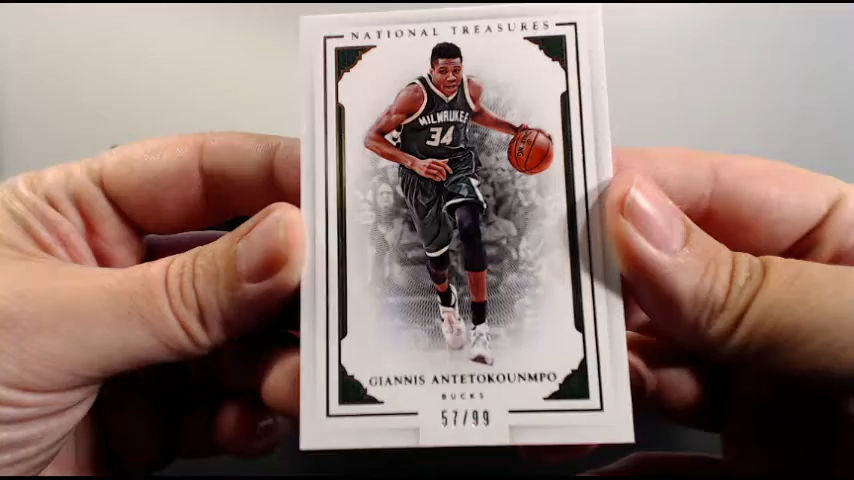 NATIONAL TREASURES
MILWAUKEE
34
GIANNIS ANTETOKOUNMPO
BUCKS
57/99